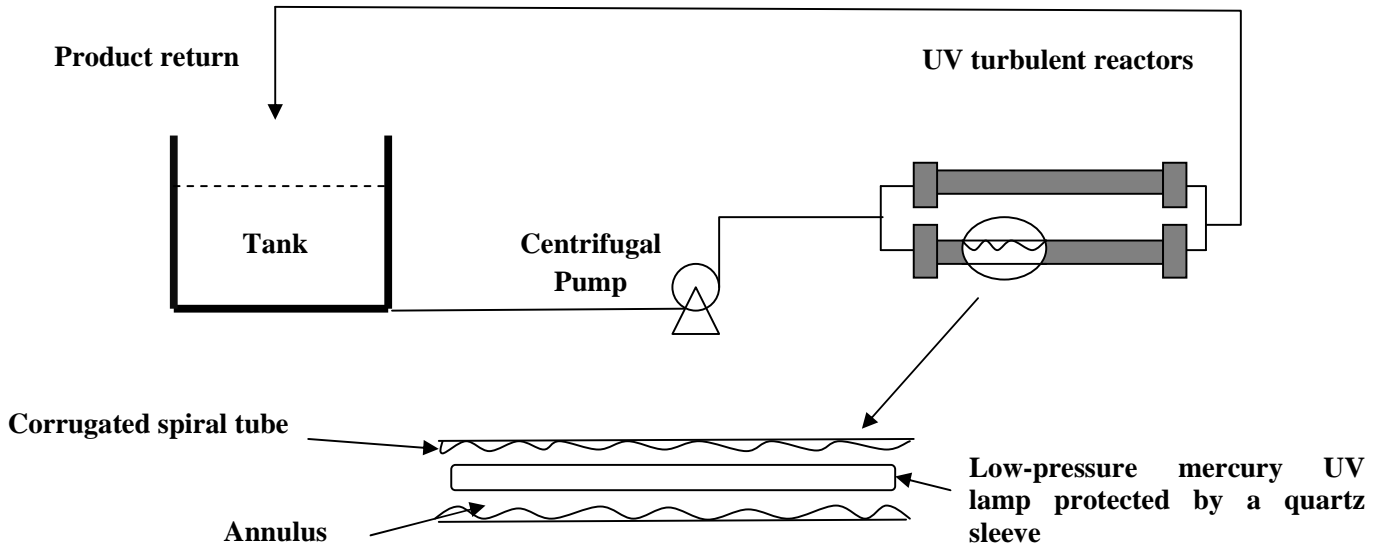 Product return
UV turbulent reactors
Tank
Centrifugal
Pump
Corrugated spiral tube
Low-pressure mercury UV
lamp protected by a quartz
sleeve
Annulus